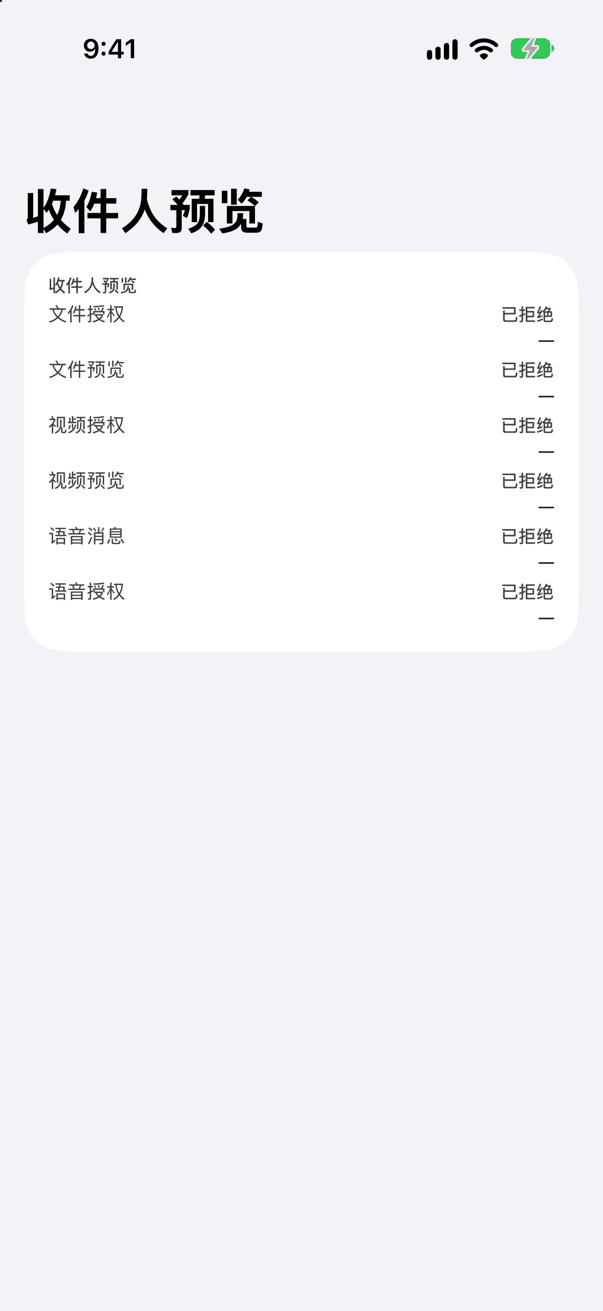 9:41
收件人预览
收件人预览
文件授权 已拒绝
—
文件预览 已拒绝
—
视频授权 已拒绝
—
视频预览 已拒绝
—
语音消息 已拒绝
—
语音授权 已拒绝
—